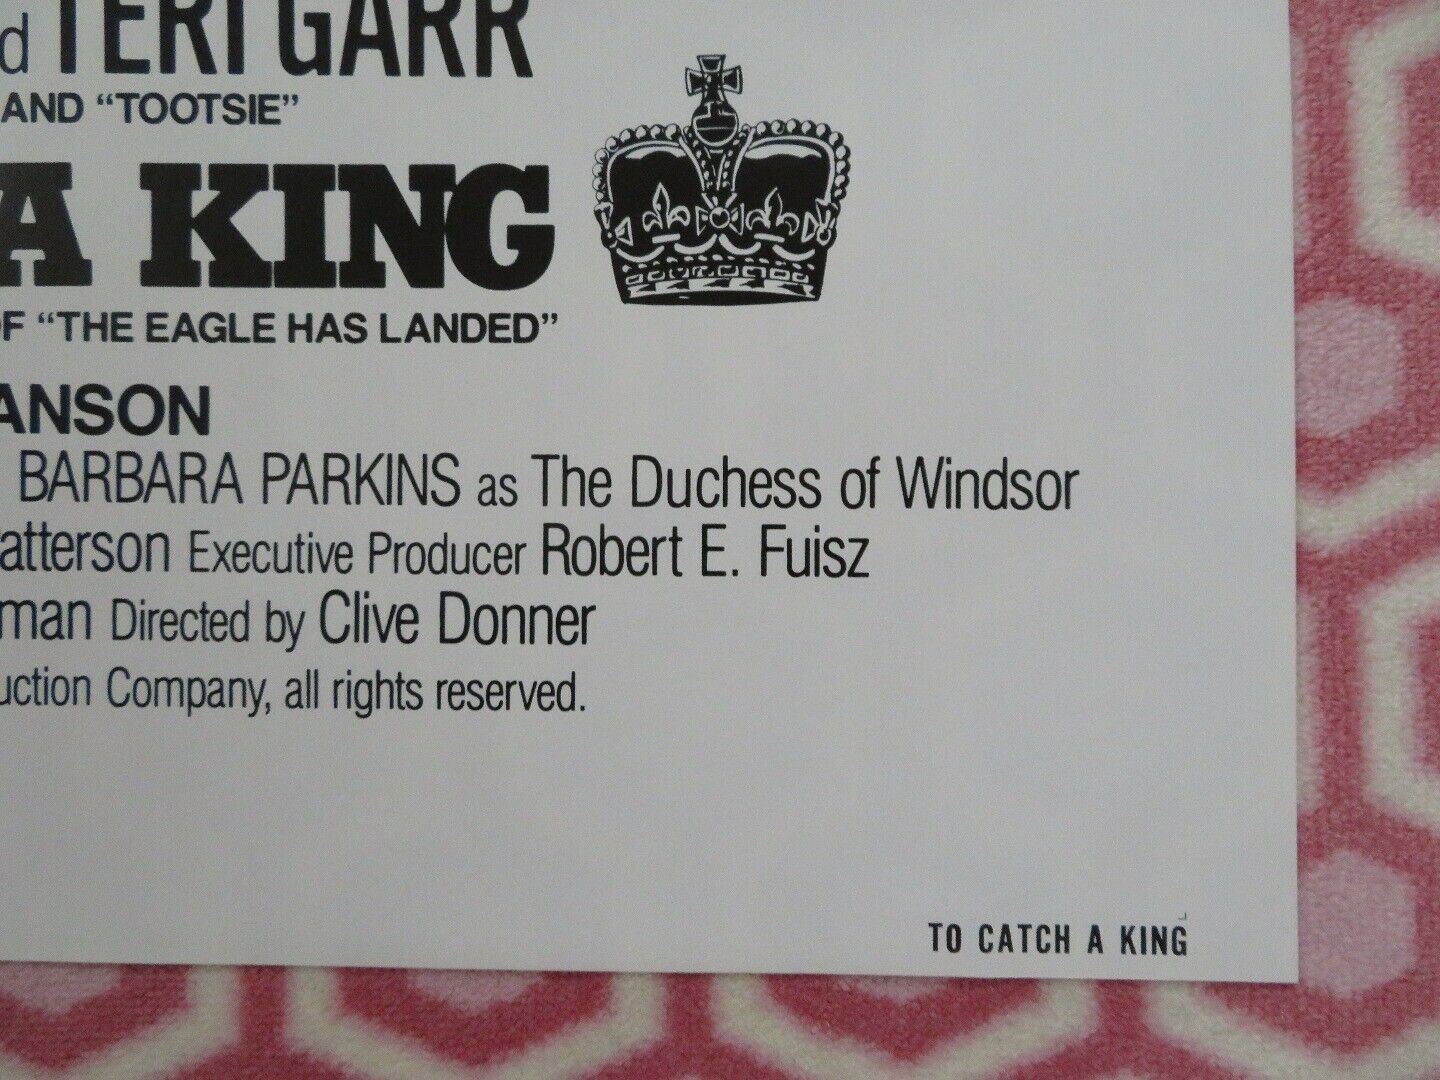 d TERI GARR
AND “TOOTSIE”
A KING
OF “THE EAGLE HAS LANDED”
ANSON
BARBARA PARKINS as The Duchess of Windsor
atterson Executive Producer Robert E. Fuisz
man Directed by Clive Donner
uction Company, all rights reserved.
TO CATCH A KING